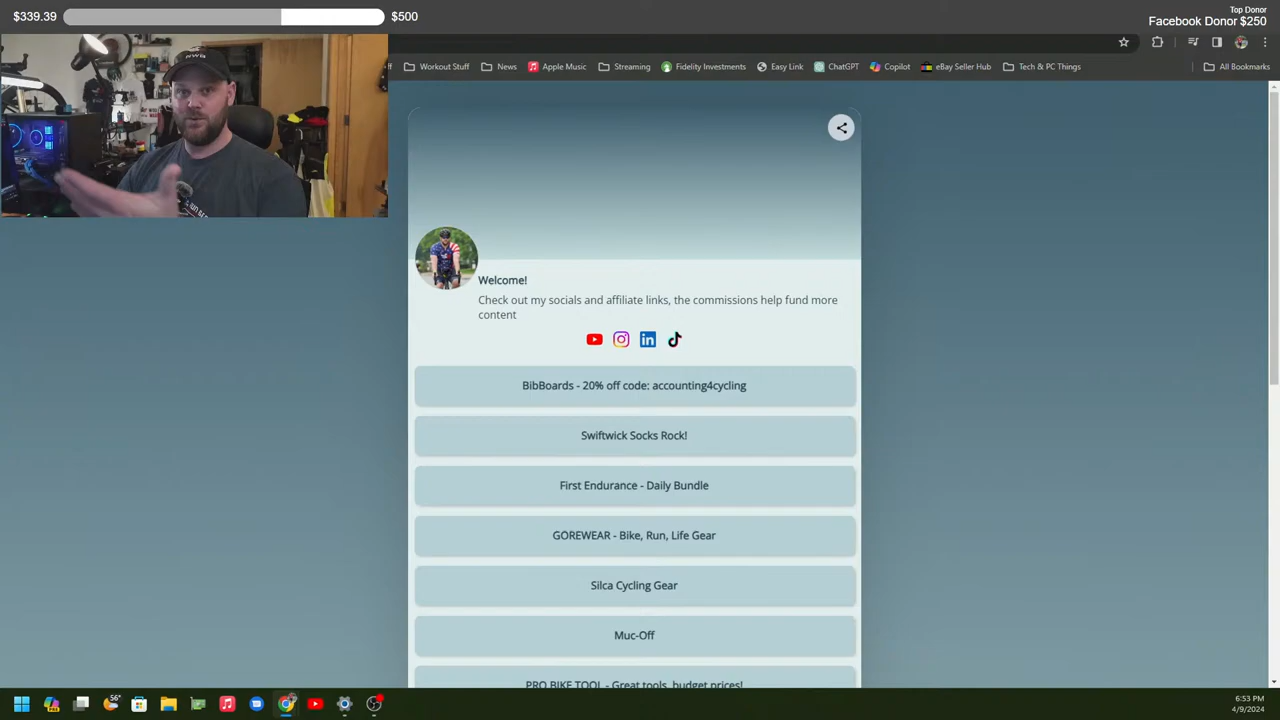 $339.39
$500
Top Donor
Facebook Donor $250
Workout Stuff
News
Apple Music
Streaming
Fidelity Investments
Easy Link
ChatGPT
Copilot
eBay Seller Hub
Tech & PC Things
All Bookmarks
Welcome!
Check out my socials and affiliate links, the commissions help fund more
content
BibBoards - 20% off code: accounting4cycling
Swiftwick Socks Rock!
First Endurance - Daily Bundle
GOREWEAR - Bike, Run, Life Gear
Silca Cycling Gear
Muc-Off
PRO BIKE TOOL - Great tools, budget prices!
56°
6:53 PM
4/9/2024